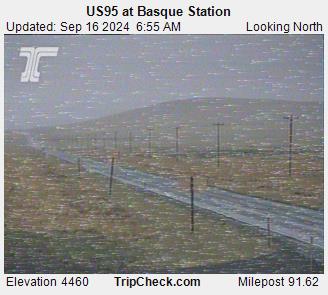 US95 at Basque Station
Updated: Sep 16 2024 6:55 AM Looking North
Elevation 4460 TripCheck.com Milepost 91.62